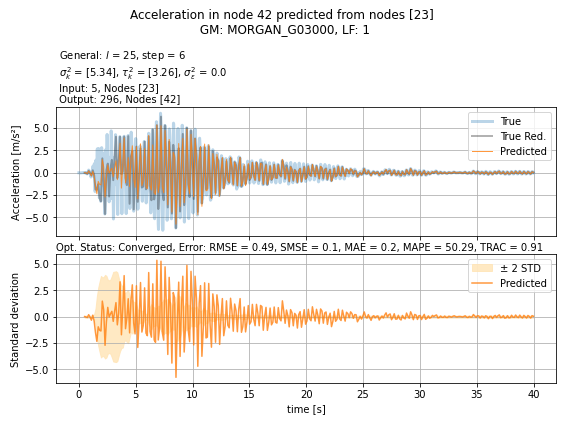 Acceleration in node 42 predicted from nodes [23]
GM: MORGAN_G03000, LF: 1
General: l = 25, step = 6
σ²ₖ = [5.34], τ²ₖ = [3.26], σ²ₑ = 0.0
Input: 5, Nodes [23]
Output: 296, Nodes [42]
Acceleration [m/s²]
5.0
2.5
0.0
−2.5
−5.0
True
True Red.
Predicted
Opt. Status: Converged, Error: RMSE = 0.49, SMSE = 0.1, MAE = 0.2, MAPE = 50.29, TRAC = 0.91
Standard deviation
5.0
2.5
0.0
−2.5
−5.0
± 2 STD
Predicted
0 5 10 15 20 25 30 35 40
time [s]